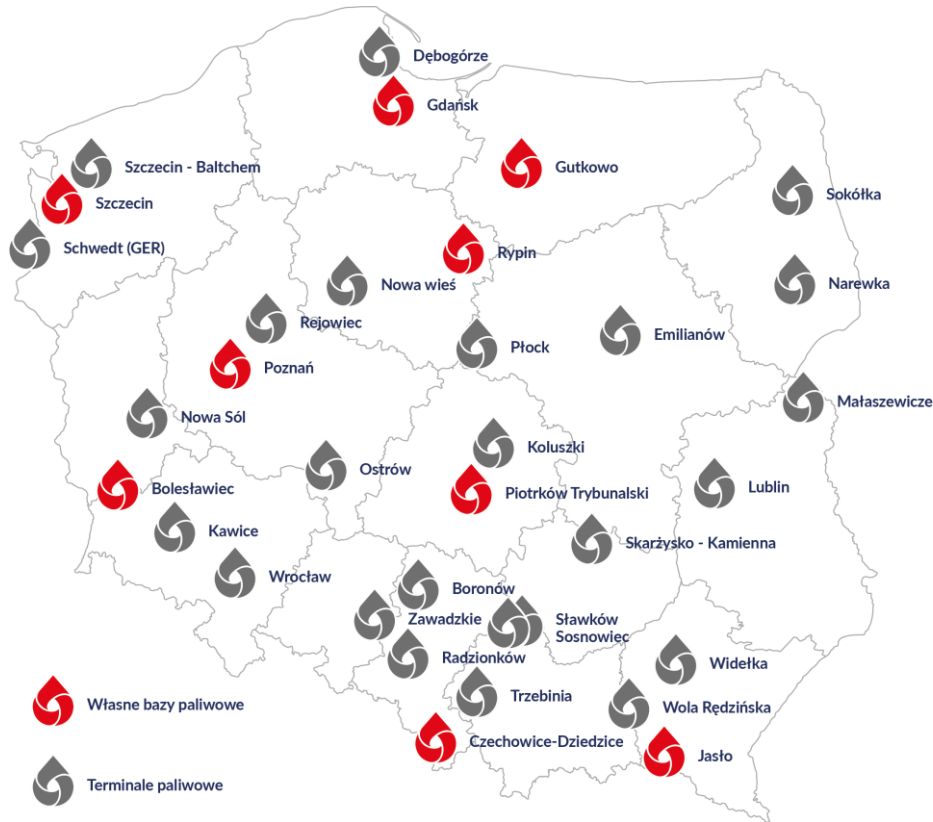 Dębogórze
Gdańsk
Szczecin - Baltchem
Gutkowo
Sokółka
Szczecin
Schwedt (GER)
Rypin
Nowa wieś
Narewka
Rejowiec
Emilianów
Płock
Poznań
Małaszewicze
Nowa Sól
Koluszki
Ostrów
Lublin
Bolesławiec
Piotrków Trybunalski
Kawice
Skarżysko - Kamienna
Wrocław
Boronów
Zawadzkie
Sławków
Sosnowiec
Radzionków
Widełka
Trzebinia
Własne bazy paliwowe
Wola Rędzińska
Czechowice-Dziedzice
Jasło
Terminale paliwowe